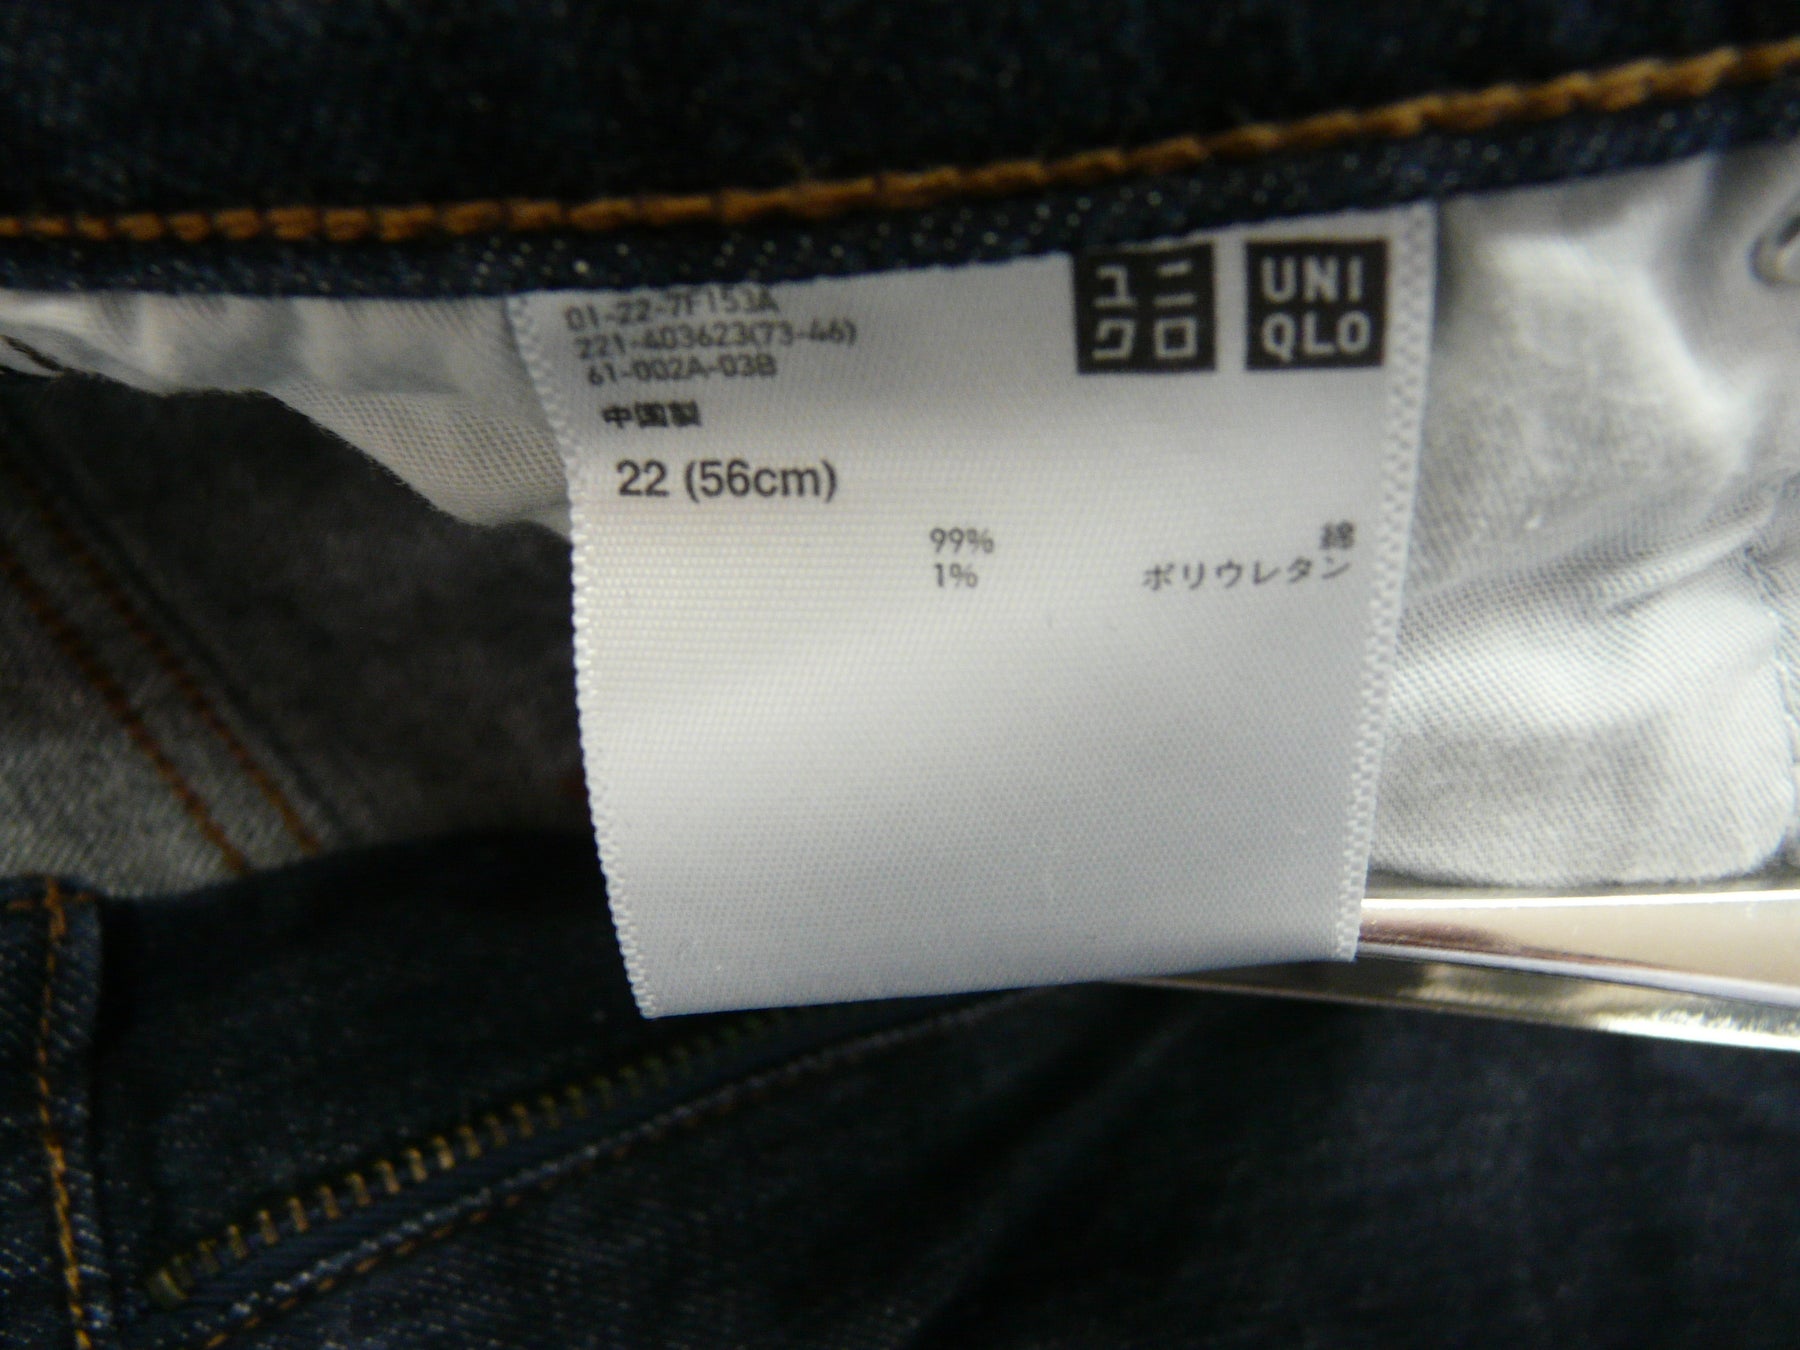 ユニ
クロ
UNI
QLO
01-22-7F153A
221-403623(73-46)
61-002A-03B
中国製
22 (56cm)
99% 綿
1% ポリウレタン